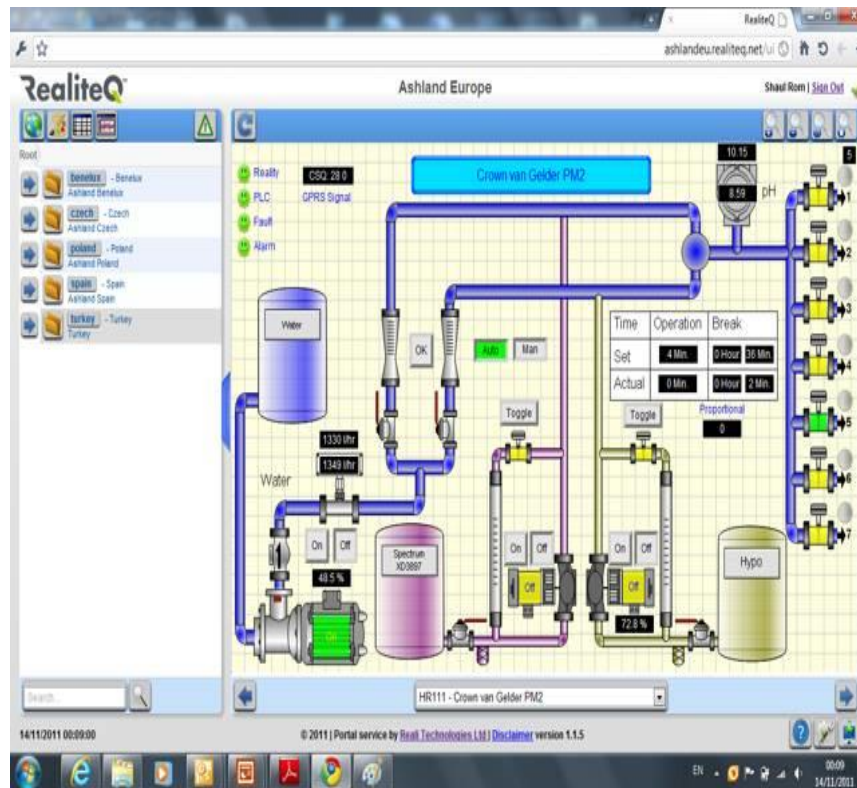 RealiteQ
ashlandeu.realiteq.net/ui
RealiteQ
Ashland Europe
Shaul Rom | Sign Out
Root
benelux - Benelux
Ashland Benelux
czech - Czech
Ashland Czech
poland - Poland
Ashland Poland
spain - Spain
Ashland Spain
turkey - Turkey
Turkey
Reality
CSQ: 28 0
PLC
GPRS Signal
Fault
Alarm
Crown van Gelder PM2
10.15
8.59
pH
5
1
2
3
4
5
6
7
Water
OK
Auto
Man
Time
Operation
Break
Set
4 Min.
0 Hour
36 Min.
Actual
0 Min.
0 Hour
2 Min.
Proportional
0
Toggle
Toggle
1330 l/hr
1349 l/hr
Water
On
Off
48.5 %
On
Spectrum
XD3897
On
Off
Off
On
Off
Off
72.8 %
Hypo
Search...
HR111 - Crown van Gelder PM2
14/11/2011 00:09:00
© 2011 | Portal service by Reali Technologies Ltd | Disclaimer version 1.1.5
EN
00:09
14/11/2011